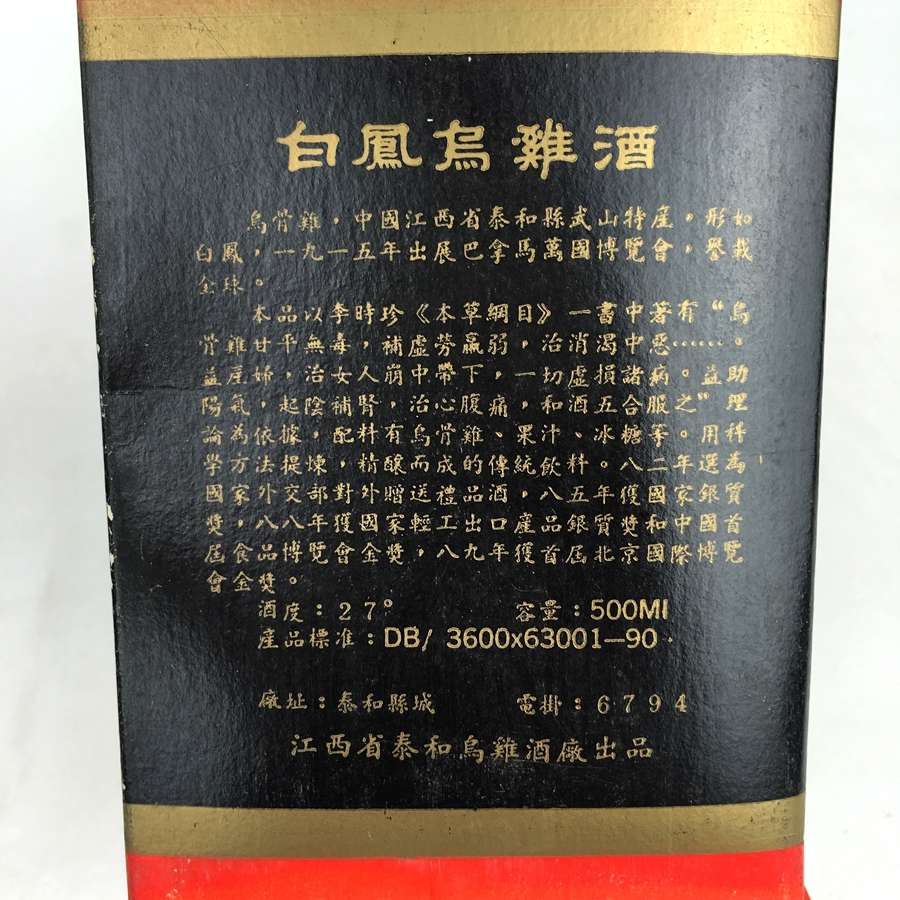 白鳳烏雞酒
烏骨雞，中國江西省泰和縣武山特產，形如
白鳳，一九一五年出展巴拿馬萬國博覽會，譽載
全球。
本品以李時珍《本草綱目》一書中著有“烏
骨雞甘平無毒，補虛勞羸弱，治消渴中惡……。
益產婦，治女人崩中帶下，一切虛損諸病。益助
陽氣，起陰補腎，治心腹痛，和酒五合服之”理
論為依據，配料有烏骨雞、果汁、冰糖等。用科
學方法提煉，精釀而成的傳統飲料。八二年選為
國家外交部對外贈送禮品酒，八五年獲國家銀質
獎，八八年獲國家輕工出口產品銀質獎和中國首
屆食品博覽會金獎，八九年獲首屆北京國際博覽
會金獎。
酒度：27° 容量：500Ml
產品標准：DB/ 3600x63001—90·
廠址：泰和縣城 電掛：6794
江西省泰和烏雞酒廠出品